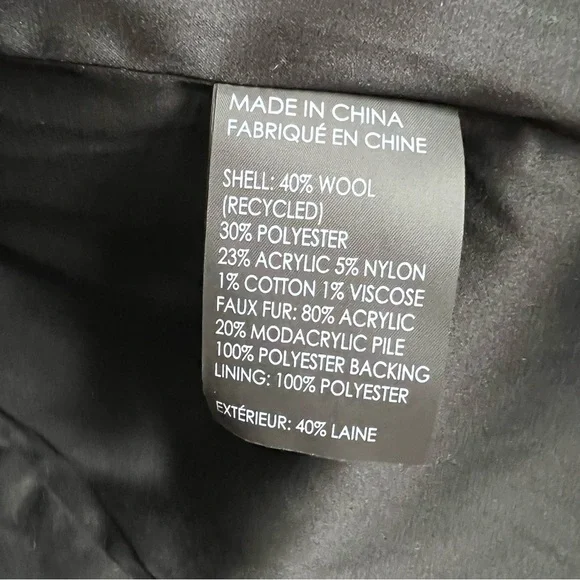 MADE IN CHINA
FABRIQUÉ EN CHINE
SHELL: 40% WOOL
(RECYCLED)
30% POLYESTER
23% ACRYLIC 5% NYLON
1% COTTON 1% VISCOSE
FAUX FUR: 80% ACRYLIC
20% MODACRYLIC PILE
100% POLYESTER BACKING
LINING: 100% POLYESTER
EXTÉRIEUR: 40% LAINE